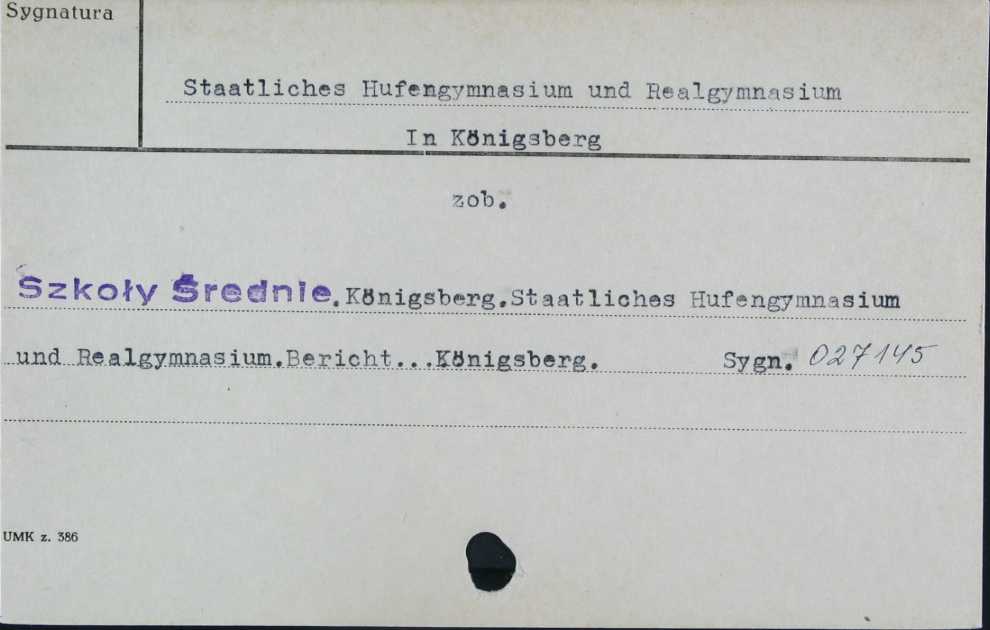 Sygnatura
Staatliches Hufengymnasium und Realgymnasium
In Königsberg
zob.
Szkoły Średnie.Königsberg.Staatliches Hufengymnasium
und Realgymnasium.Bericht...Königsberg. Sygn. 027145
UMK z. 386